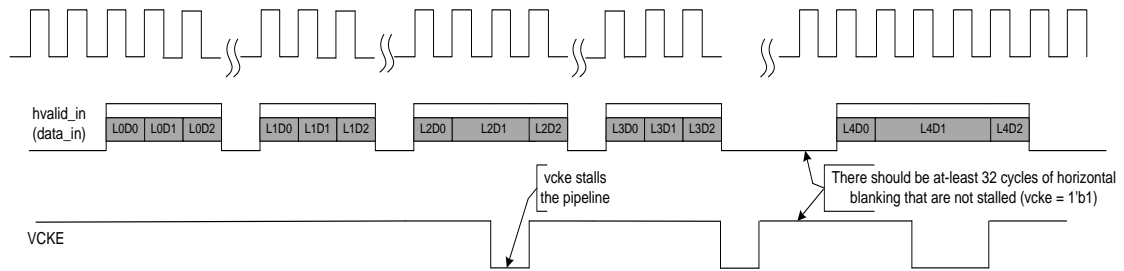 hvalid_in
(data_in)
L0D0 L0D1 L0D2 L1D0 L1D1 L1D2 L2D0 L2D1 L2D2 L3D0 L3D1 L3D2 L4D0 L4D1 L4D2
vcke stalls
the pipeline
There should be at-least 32 cycles of horizontal
blanking that are not stalled (vcke = 1'b1)
VCKE